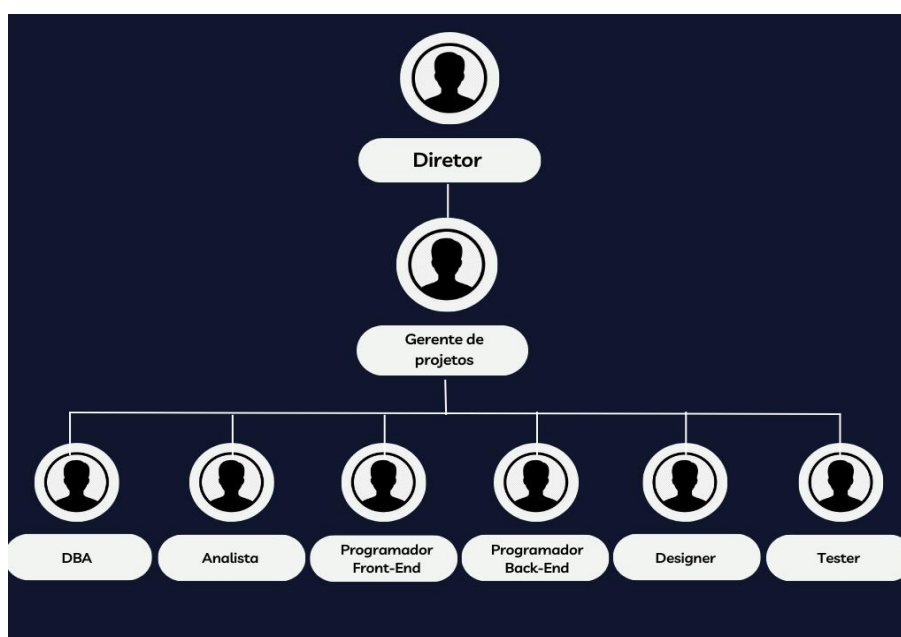 Diretor
Gerente de
projetos
DBA
Analista
Programador
Front-End
Programador
Back-End
Designer
Tester